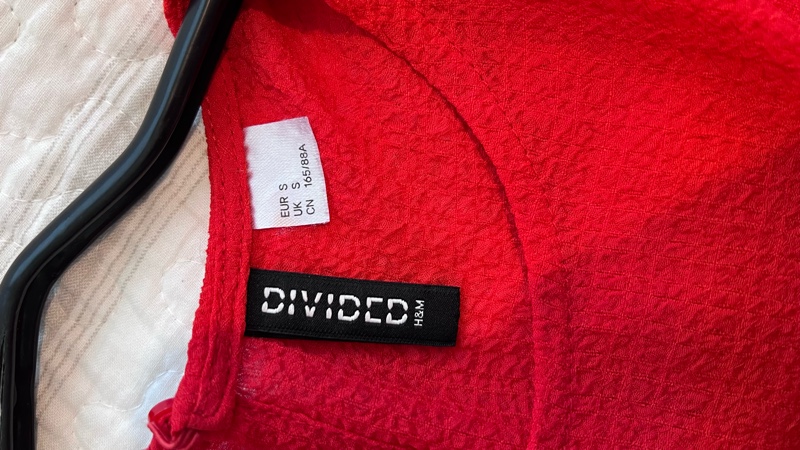 EUR S
UK S
CN 165/88A
DIVIDED
H&M